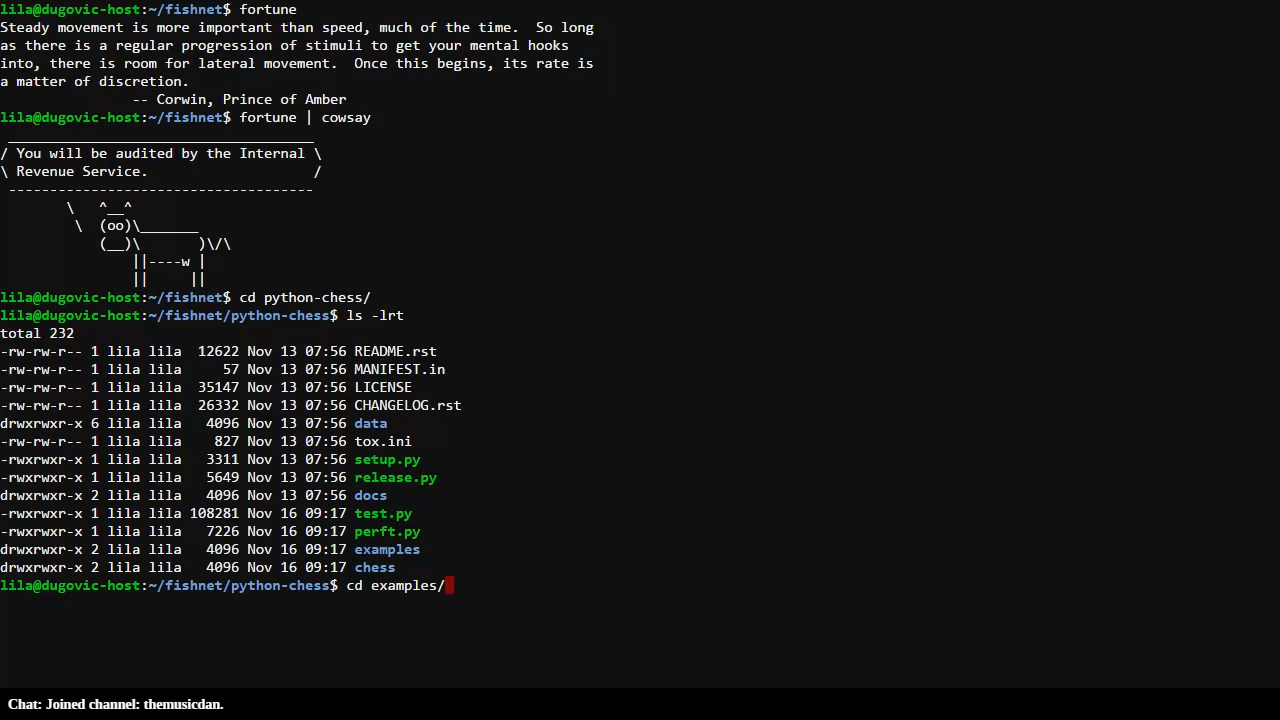 lila@dugovic-host:~/fishnet$ fortune
Steady movement is more important than speed, much of the time.  So long
as there is a regular progression of stimuli to get your mental hooks
into, there is room for lateral movement.  Once this begins, its rate is
a matter of discretion.
                -- Corwin, Prince of Amber
lila@dugovic-host:~/fishnet$ fortune | cowsay
 _____________________________________
/ You will be audited by the Internal \
\ Revenue Service.                    /
 -------------------------------------
        \   ^__^
         \  (oo)\_______
            (__)\       )\/\
                ||----w |
                ||     ||
lila@dugovic-host:~/fishnet$ cd python-chess/
lila@dugovic-host:~/fishnet/python-chess$ ls -lrt
total 232
-rw-rw-r-- 1 lila lila  12622 Nov 13 07:56 README.rst
-rw-rw-r-- 1 lila lila     57 Nov 13 07:56 MANIFEST.in
-rw-rw-r-- 1 lila lila  35147 Nov 13 07:56 LICENSE
-rw-rw-r-- 1 lila lila  26332 Nov 13 07:56 CHANGELOG.rst
drwxrwxr-x 6 lila lila   4096 Nov 13 07:56 data
-rw-rw-r-- 1 lila lila    827 Nov 13 07:56 tox.ini
-rwxrwxr-x 1 lila lila   3311 Nov 13 07:56 setup.py
-rwxrwxr-x 1 lila lila   5649 Nov 13 07:56 release.py
drwxrwxr-x 2 lila lila   4096 Nov 13 07:56 docs
-rwxrwxr-x 1 lila lila 108281 Nov 16 09:17 test.py
-rwxrwxr-x 1 lila lila   7226 Nov 16 09:17 perft.py
drwxrwxr-x 2 lila lila   4096 Nov 16 09:17 examples
drwxrwxr-x 2 lila lila   4096 Nov 16 09:17 chess
lila@dugovic-host:~/fishnet/python-chess$ cd examples/
Chat: Joined channel: themusicdan.